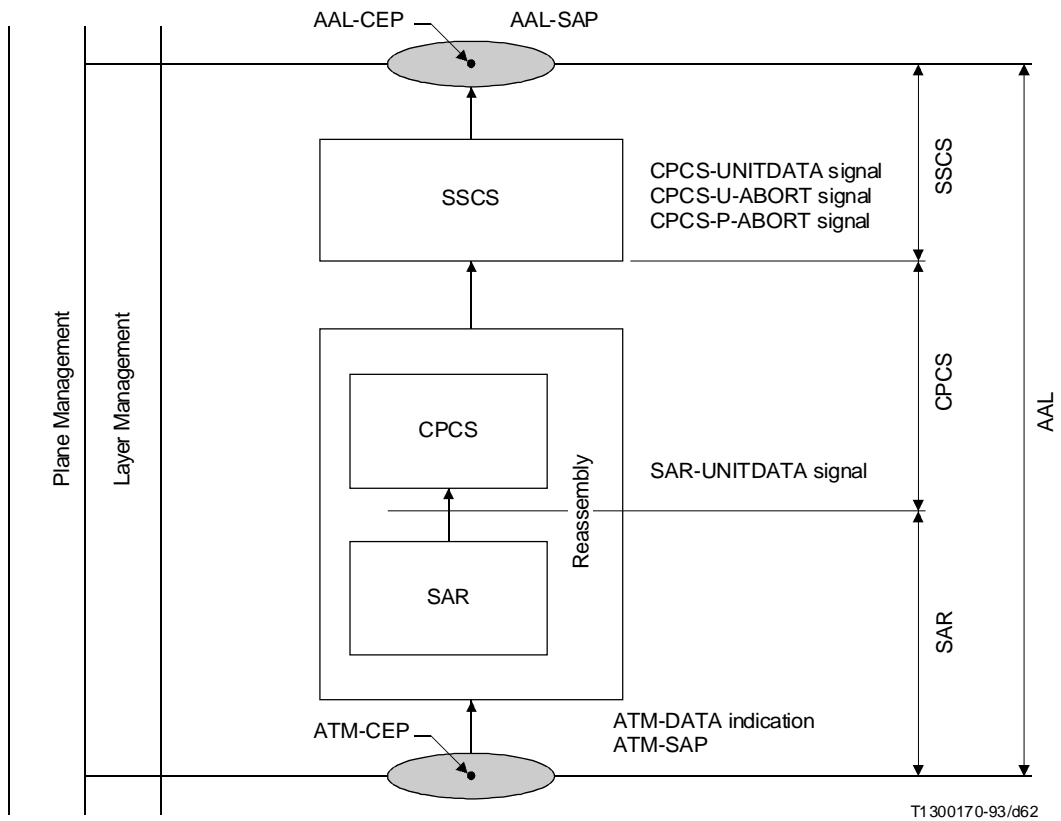 AAL-CEP
AAL-SAP
SSCS
CPCS-UNITDATA signal
CPCS-U-ABORT signal
CPCS-P-ABORT signal
SSCS
Plane Management
Layer Management
CPCS
Reassembly
SAR-UNITDATA signal
CPCS
AAL
SAR
SAR
ATM-CEP
ATM-DATA indication
ATM-SAP
T1300170-93/d62